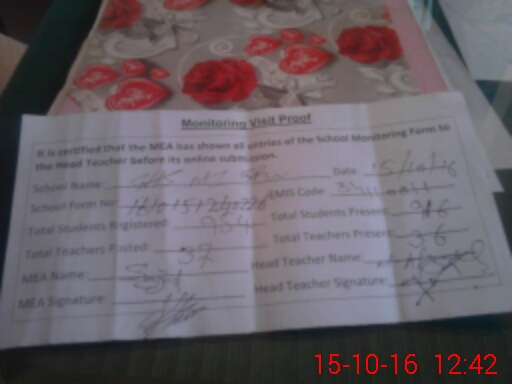 Monitoring Visit Proof
It is certified that the MEA has shown all entries of the School Monitoring Form to
the Head Teacher before its online submission.
School Name: Date: 15/10/16
School Form No: EMIS Code:
Total Students Registered: 934 Total Students Present: 916
Total Teachers Posted: 37 Total Teachers Present: 36
MEA Name: Head Teacher Name:
MEA Signature: Head Teacher Signature:
15-10-16 12:42